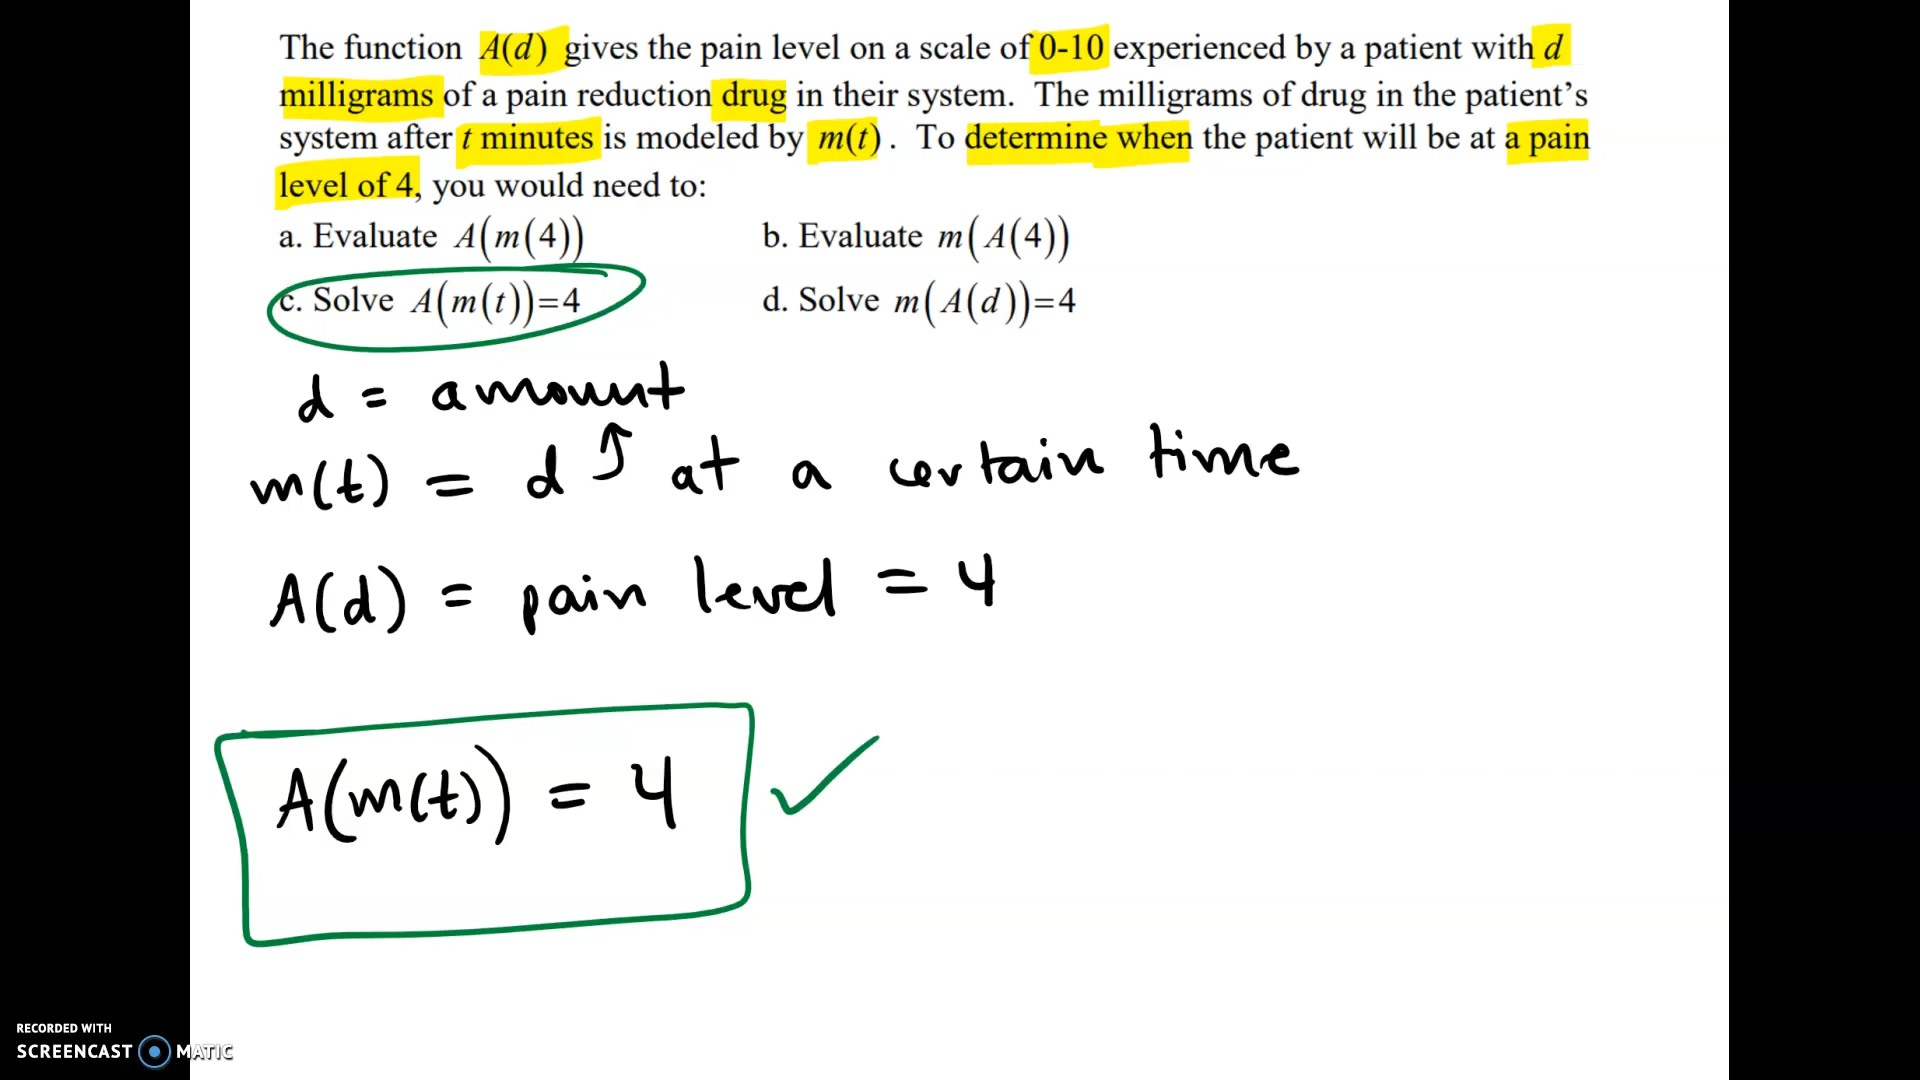 The function A(d) gives the pain level on a scale of 0-10 experienced by a patient with d
milligrams of a pain reduction drug in their system. The milligrams of drug in the patient's
system after t minutes is modeled by m(t). To determine when the patient will be at a pain
level of 4, you would need to:
a. Evaluate A(m(4)) b. Evaluate m(A(4))
c. Solve A(m(t))=4 d. Solve m(A(d))=4
d = amount
m(t) = d ↑ at a certain time
A(d) = pain level = 4
A(m(t)) = 4 ✓
RECORDED WITH
SCREENCAST MATIC